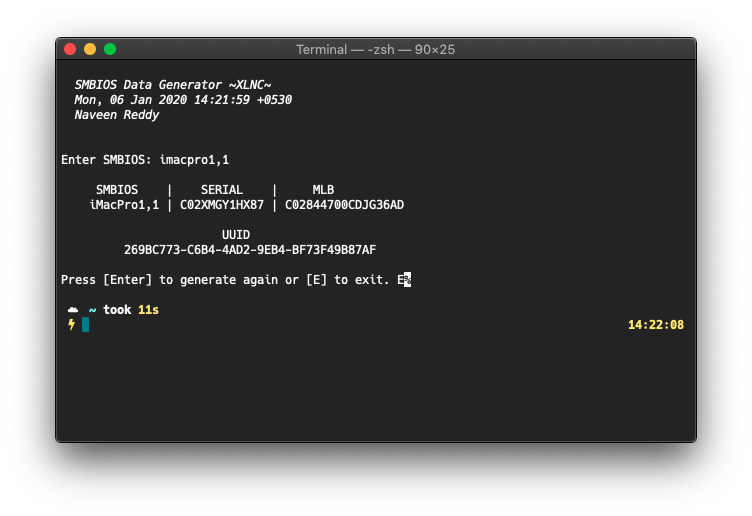 Terminal — -zsh — 90×25
SMBIOS Data Generator ~XLNC~
Mon, 06 Jan 2020 14:21:59 +0530
Naveen Reddy
Enter SMBIOS: imacpro1,1
SMBIOS | SERIAL | MLB
iMacPro1,1 | C02XMGY1HX87 | C02844700CDJG36AD
UUID
269BC773-C6B4-4AD2-9EB4-BF73F49B87AF
Press [Enter] to generate again or [E] to exit. E%
~ took 11s
14:22:08